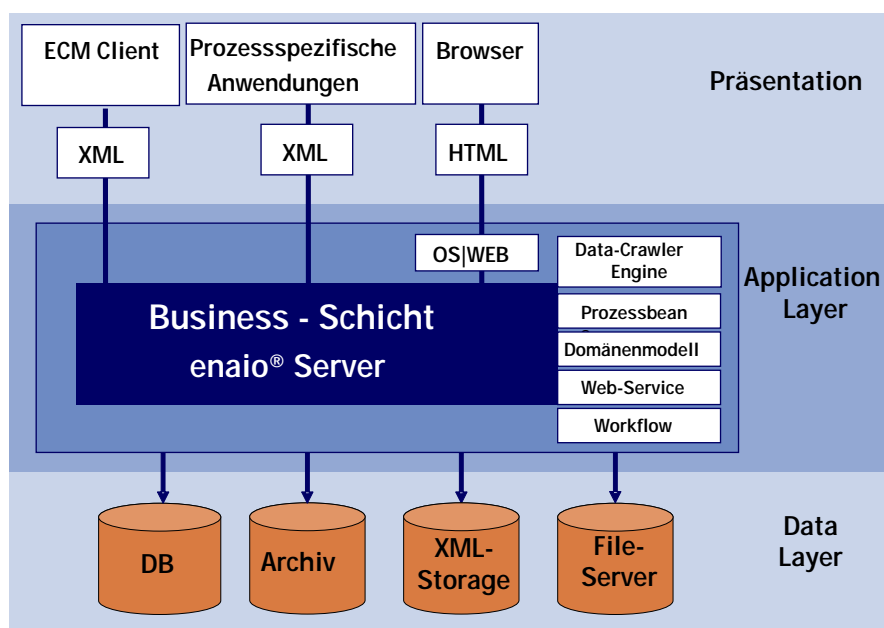 ECM Client
Prozessspezifische
Anwendungen
Browser
Präsentation
XML
XML
HTML
OS|WEB
Data-Crawler
Engine
Application
Layer
Business - Schicht
enaio® Server
Prozessbean
Domänenmodell
Web-Service
Workflow
DB
Archiv
XML-
Storage
File-
Server
Data
Layer